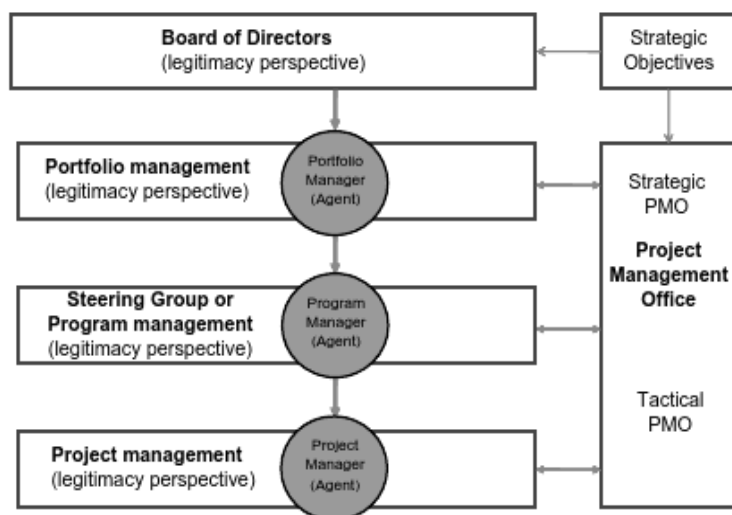 Board of Directors
(legitimacy perspective)
Strategic
Objectives
Portfolio management
(legitimacy perspective)
Portfolio
Manager
(Agent)
Strategic
PMO
Project
Management
Office
Steering Group or
Program management
(legitimacy perspective)
Program
Manager
(Agent)
Tactical
PMO
Project management
(legitimacy perspective)
Project
Manager
(Agent)